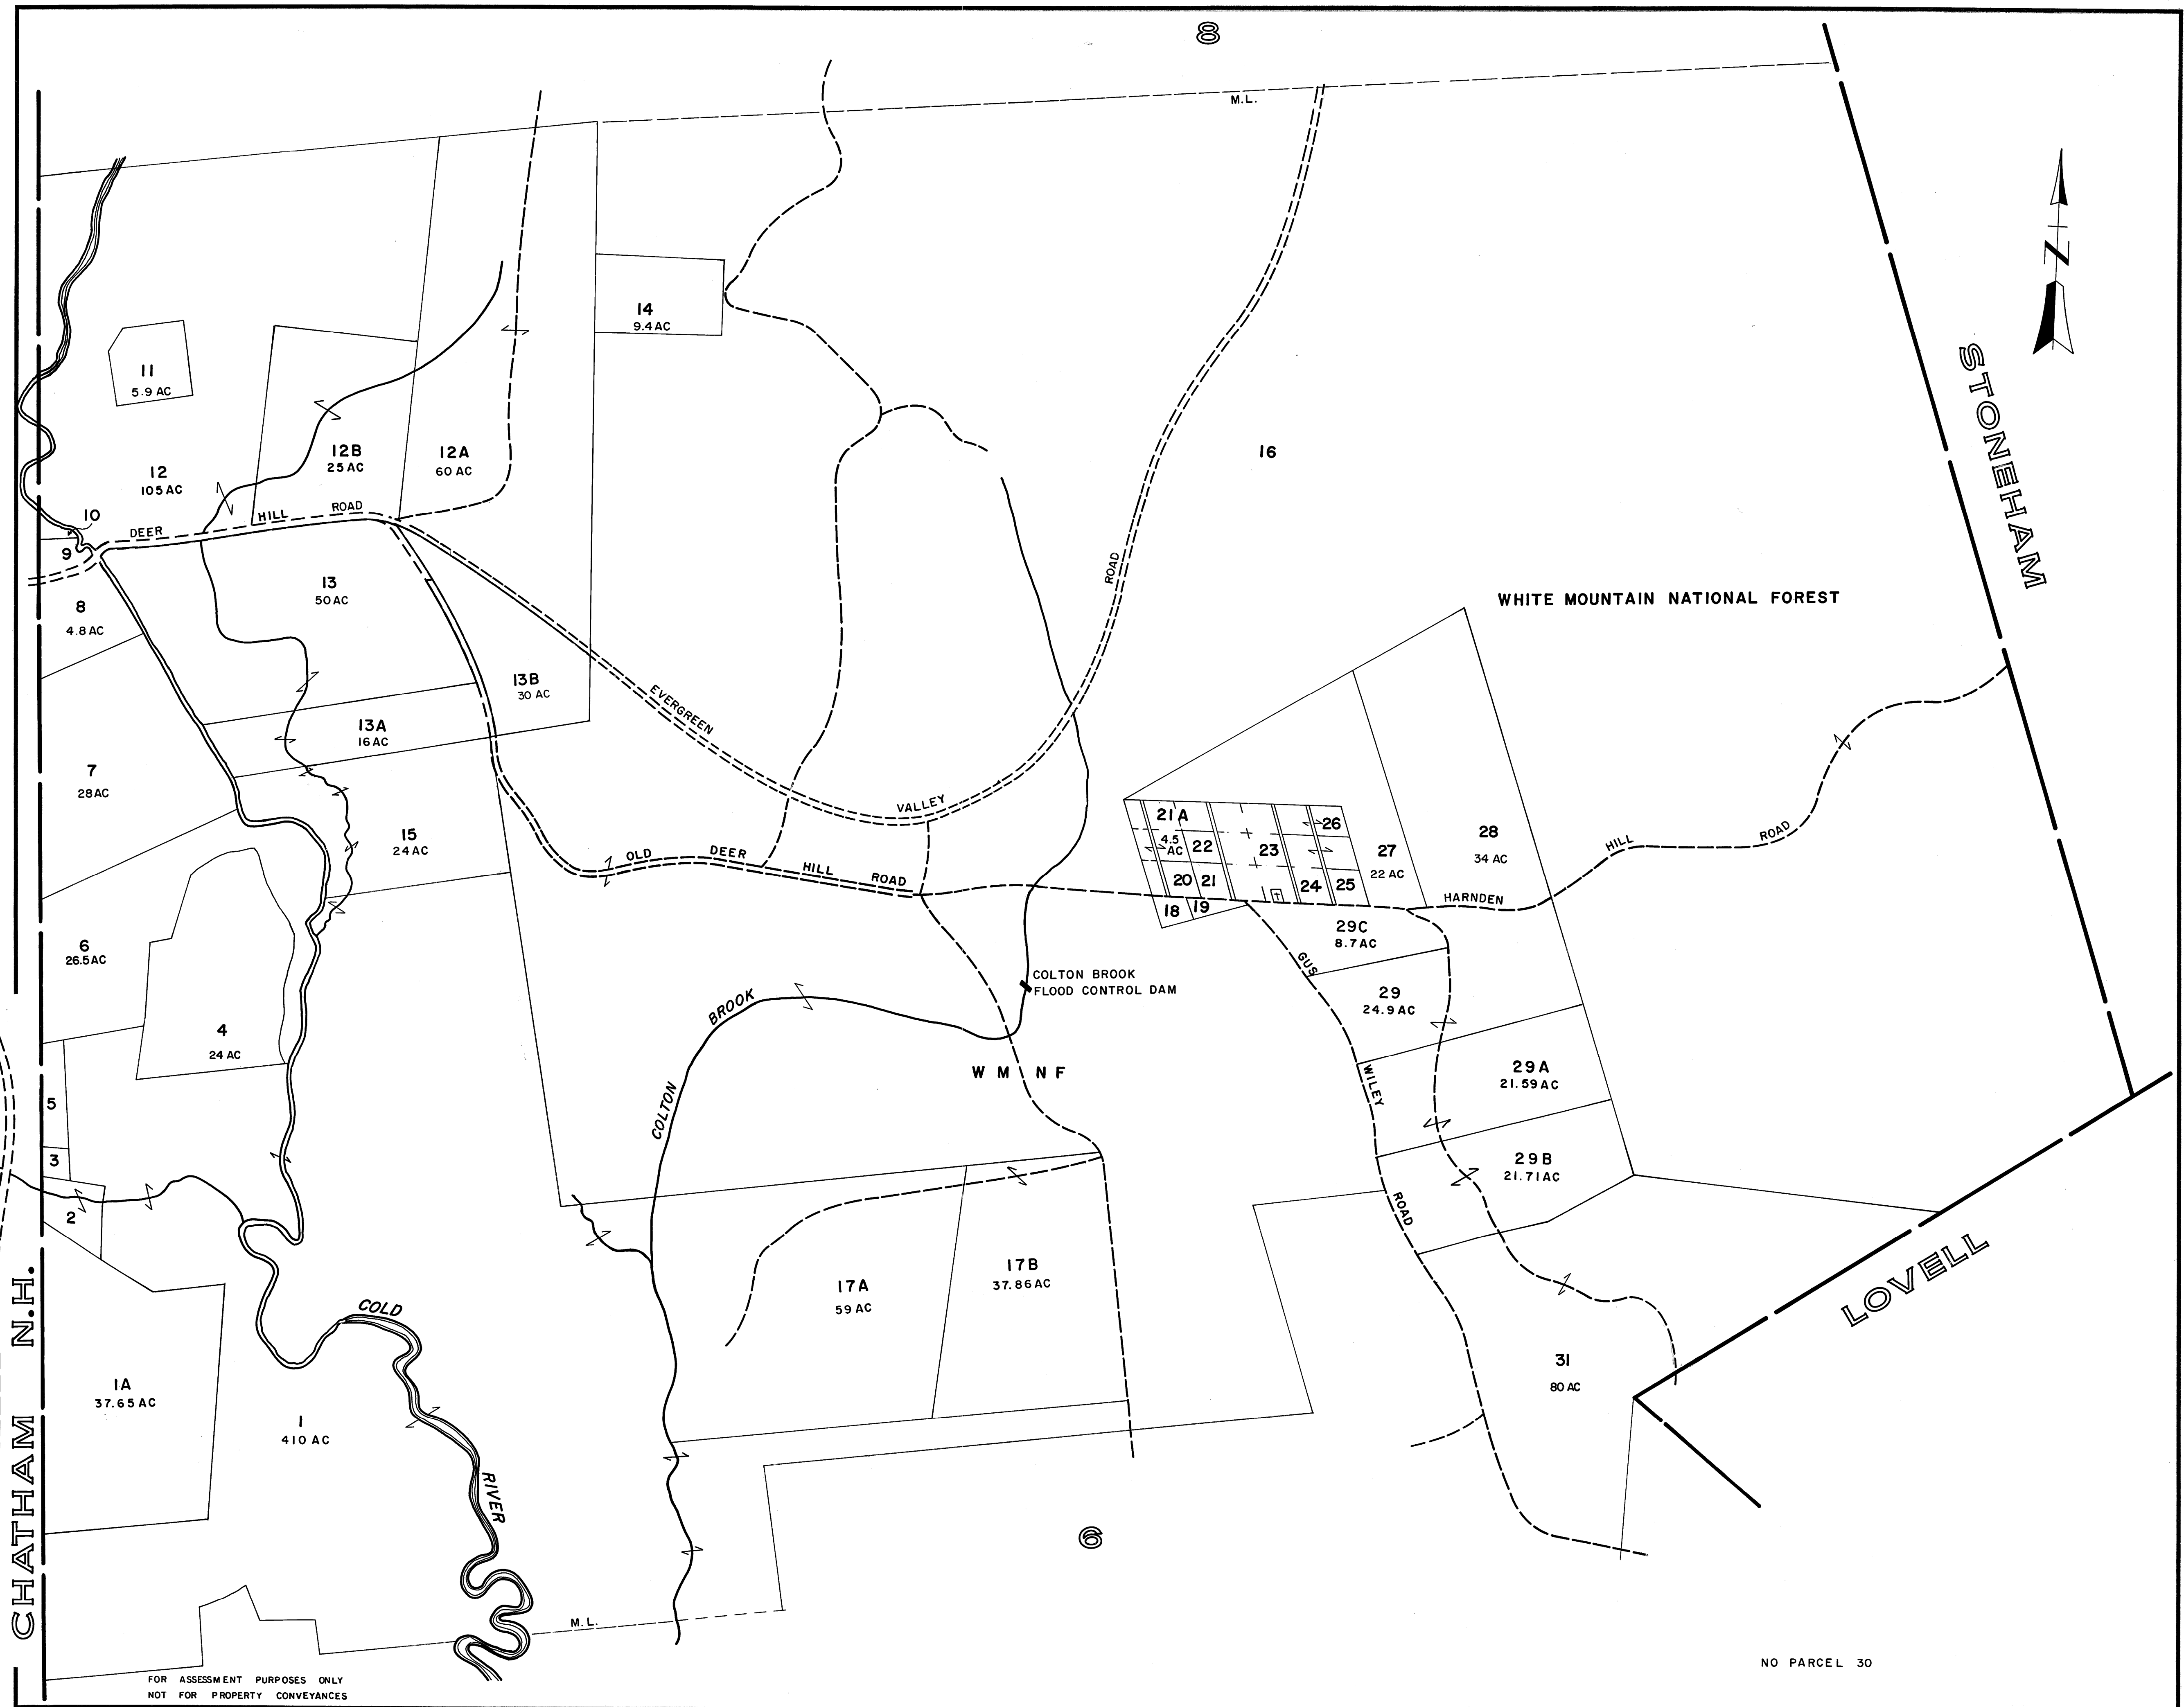 8
M.L.
N
STONEHAM
14
9.4 AC
11
5.9 AC
12B
25 AC
12A
60 AC
12
105 AC
16
10
DEER HILL ROAD
9
13
50 AC
8
4.8 AC
ROAD
WHITE MOUNTAIN NATIONAL FOREST
13B
30 AC
EVERGREEN
13A
16 AC
7
28 AC
VALLEY
15
24 AC
OLD DEER HILL ROAD
21A
4.5
AC
22
23
26
27
22 AC
28
34 AC
HILL ROAD
20
21
24
25
HARNDEN
18
19
29C
8.7 AC
6
26.5 AC
GUS
COLTON BROOK
FLOOD CONTROL DAM
29
24.9 AC
BROOK
4
24 AC
W M N F
29A
21.59 AC
WILEY
COLTON
5
3
29B
21.71 AC
2
ROAD
CHATHAM N.H.
LOVELL
17B
37.86 AC
17A
59 AC
COLD
31
80 AC
1A
37.65 AC
1
410 AC
RIVER
6
M.L.
NO PARCEL 30
FOR ASSESSMENT PURPOSES ONLY
NOT FOR PROPERTY CONVEYANCES